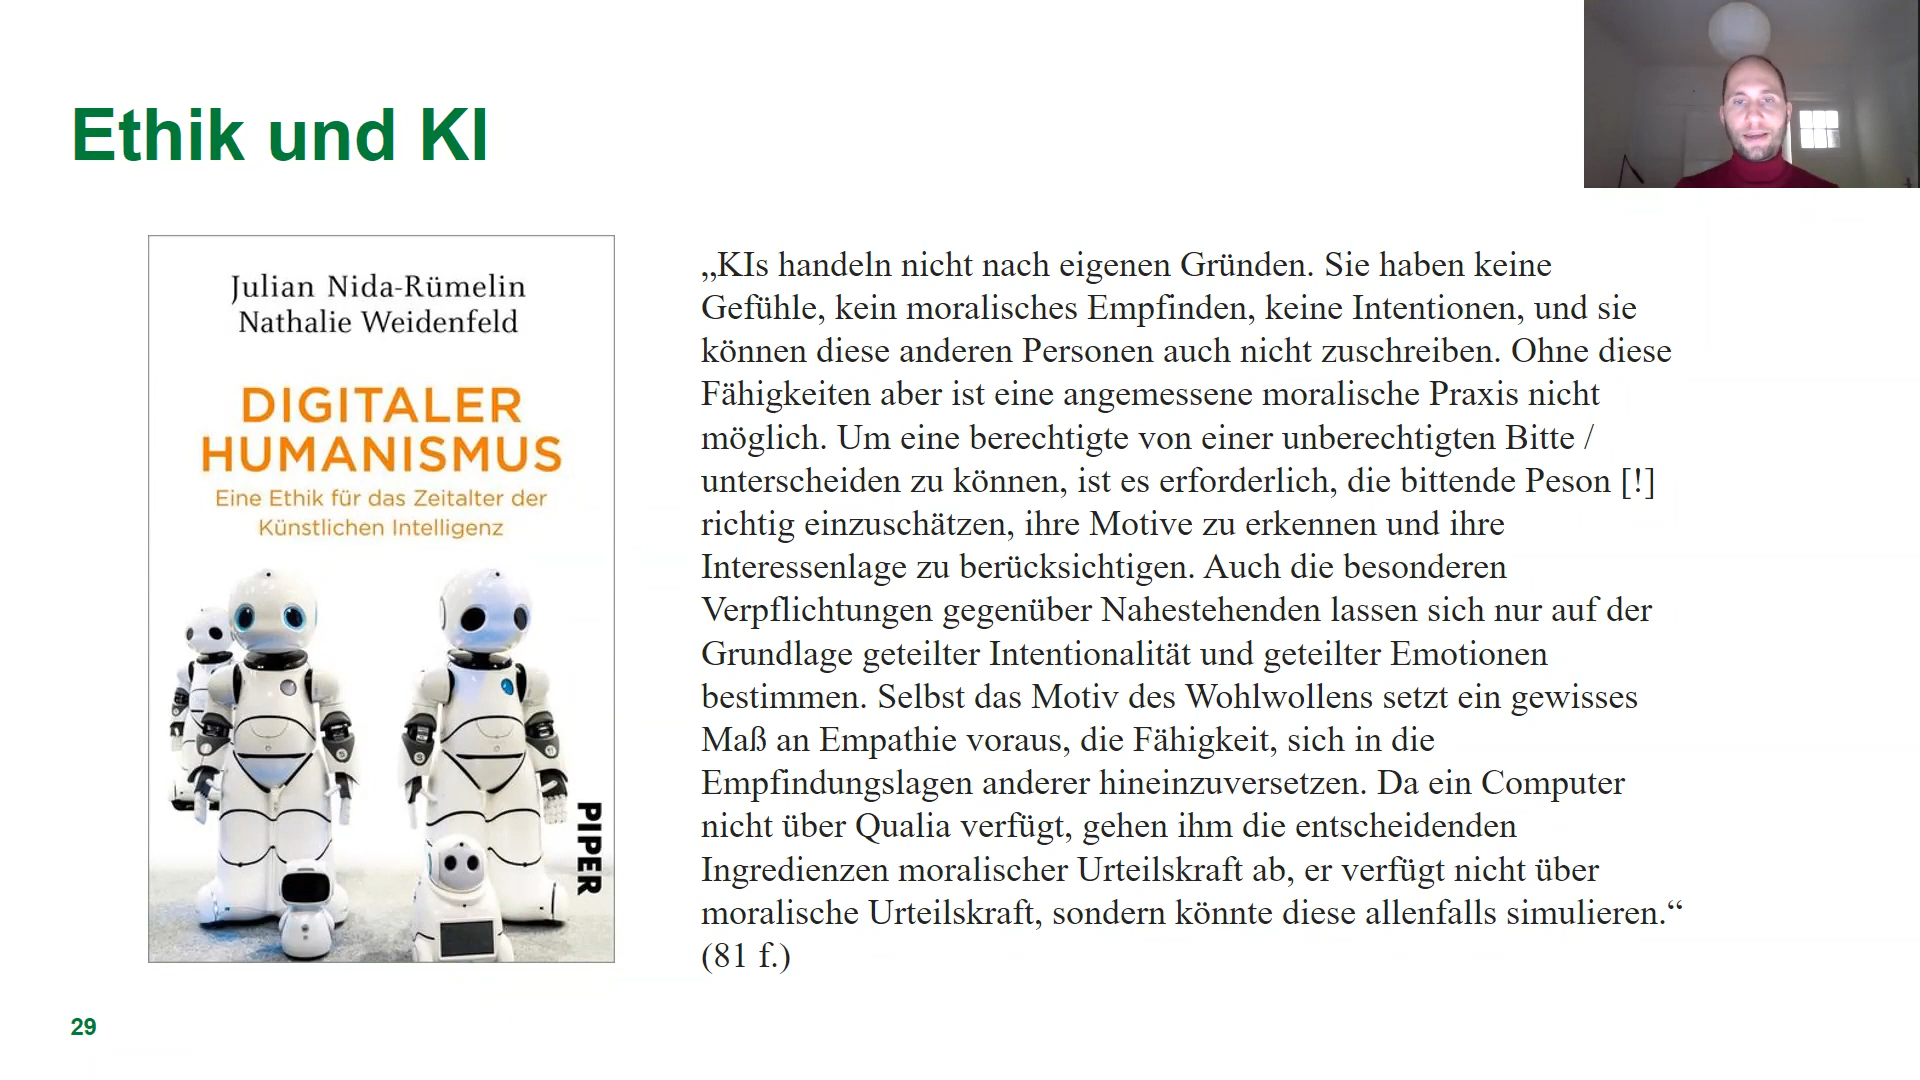 Ethik und KI
Julian Nida-Rümelin
Nathalie Weidenfeld
DIGITALER
HUMANISMUS
Eine Ethik für das Zeitalter der
Künstlichen Intelligenz
PIPER
„KIs handeln nicht nach eigenen Gründen. Sie haben keine
Gefühle, kein moralisches Empfinden, keine Intentionen, und sie
können diese anderen Personen auch nicht zuschreiben. Ohne diese
Fähigkeiten aber ist eine angemessene moralische Praxis nicht
möglich. Um eine berechtigte von einer unberechtigten Bitte /
unterscheiden zu können, ist es erforderlich, die bittende Peson [!]
richtig einzuschätzen, ihre Motive zu erkennen und ihre
Interessenlage zu berücksichtigen. Auch die besonderen
Verpflichtungen gegenüber Nahestehenden lassen sich nur auf der
Grundlage geteilter Intentionalität und geteilter Emotionen
bestimmen. Selbst das Motiv des Wohlwollens setzt ein gewisses
Maß an Empathie voraus, die Fähigkeit, sich in die
Empfindungslagen anderer hineinzuversetzen. Da ein Computer
nicht über Qualia verfügt, gehen ihm die entscheidenden
Ingredienzen moralischer Urteilskraft ab, er verfügt nicht über
moralische Urteilskraft, sondern könnte diese allenfalls simulieren.“
(81 f.)
29